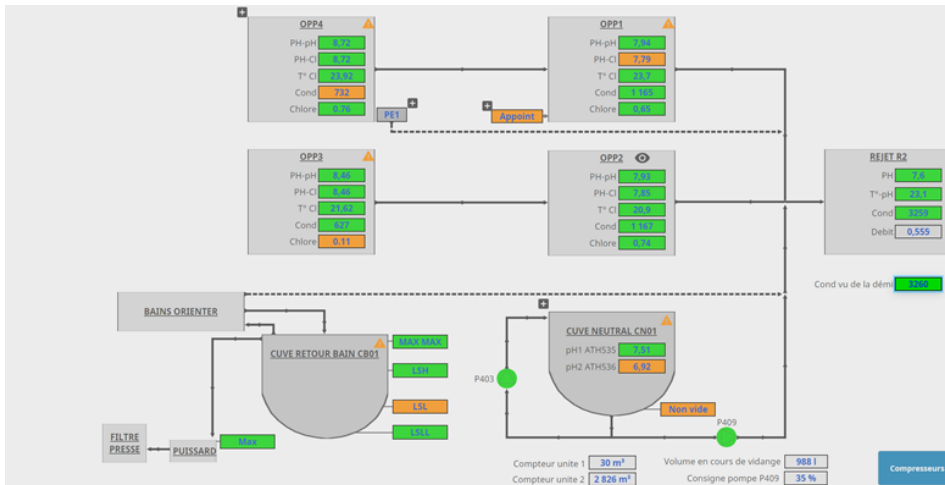 OPP4
PH-pH 8,72
PH-Cl 8,72
T° Cl 23,92
Cond 732
Chlore 0.76
PE1
Appoint
OPP1
PH-pH 7,94
PH-Cl 7,79
T° Cl 23,7
Cond 1 165
Chlore 0,65
OPP3
PH-pH 8,46
PH-Cl 8,46
T° Cl 21,62
Cond 627
Chlore 0.11
OPP2
PH-pH 7,93
PH-Cl 7,85
T° Cl 20,9
Cond 1 167
Chlore 0,74
REJET R2
PH 7,6
T°-pH 23,1
Cond 3259
Debit 0,555
Cond vu de la démi 3260
BAINS ORIENTER
CUVE RETOUR BAIN CB01
MAX MAX
LSH
LSL
LSLL
FILTRE
PRESSE
PUISSARD
Max
CUVE NEUTRAL CN01
pH1 ATH535 7,51
pH2 ATH536 6,92
P403
Non vide
P409
Compteur unite 1 30 m³
Compteur unite 2 2 826 m³
Volume en cours de vidange 988 l
Consigne pompe P409 35 %
Compresseurs